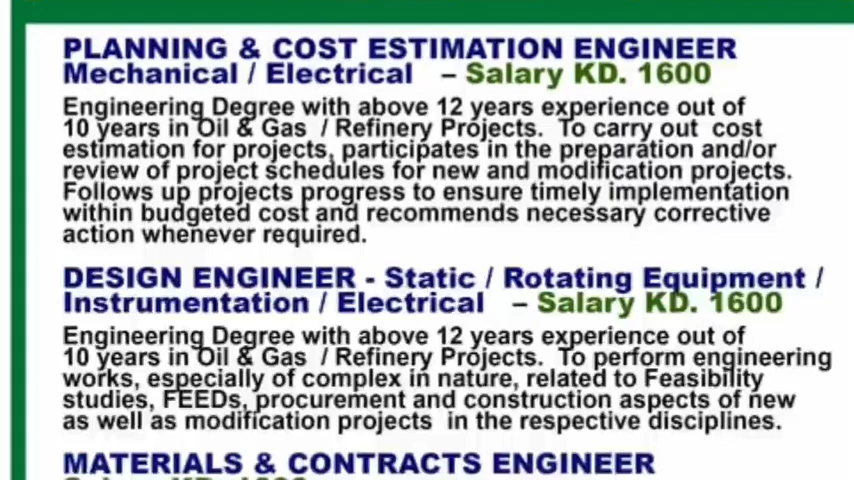 PLANNING & COST ESTIMATION ENGINEER
Mechanical / Electrical – Salary KD. 1600
Engineering Degree with above 12 years experience out of
10 years in Oil & Gas / Refinery Projects. To carry out cost
estimation for projects, participates in the preparation and/or
review of project schedules for new and modification projects.
Follows up projects progress to ensure timely implementation
within budgeted cost and recommends necessary corrective
action whenever required.
DESIGN ENGINEER - Static / Rotating Equipment /
Instrumentation / Electrical – Salary KD. 1600
Engineering Degree with above 12 years experience out of
10 years in Oil & Gas / Refinery Projects. To perform engineering
works, especially of complex in nature, related to Feasibility
studies, FEEDs, procurement and construction aspects of new
as well as modification projects in the respective disciplines.
MATERIALS & CONTRACTS ENGINEER